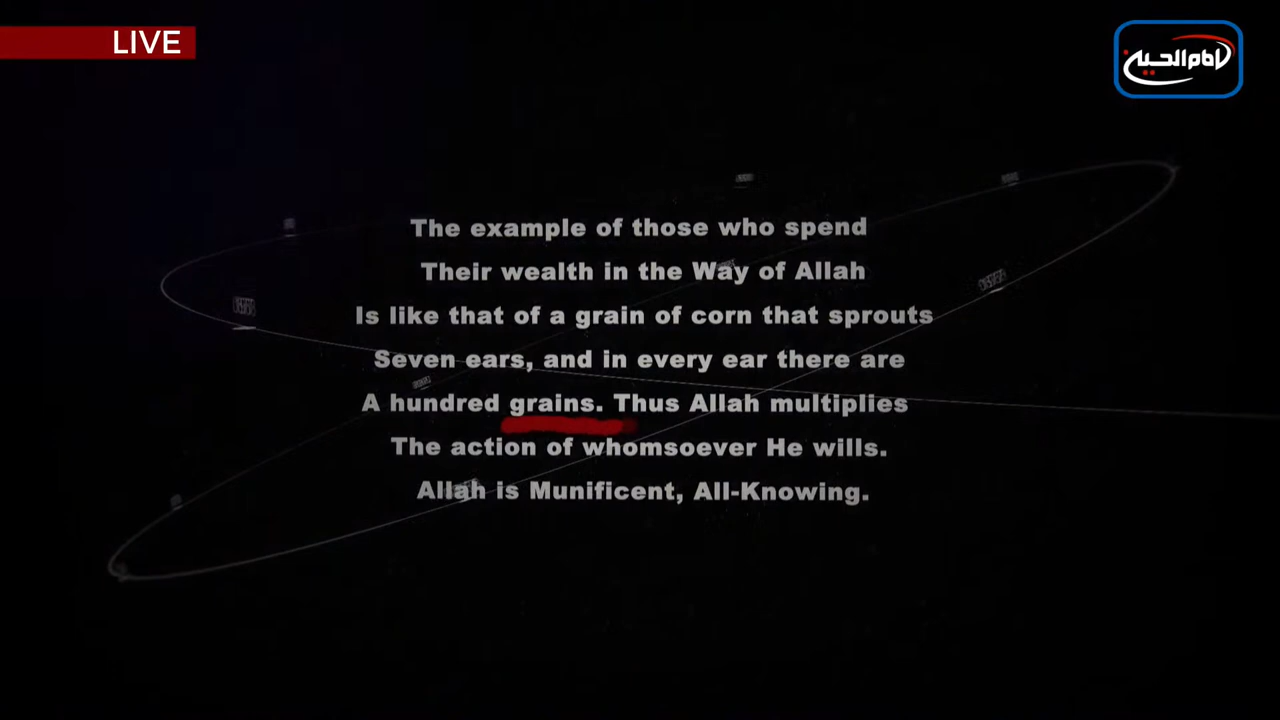 LIVE
امام الحسین
The example of those who spend
Their wealth in the Way of Allah
Is like that of a grain of corn that sprouts
Seven ears, and in every ear there are
A hundred grains. Thus Allah multiplies
The action of whomsoever He wills.
Allah is Munificent, All-Knowing.